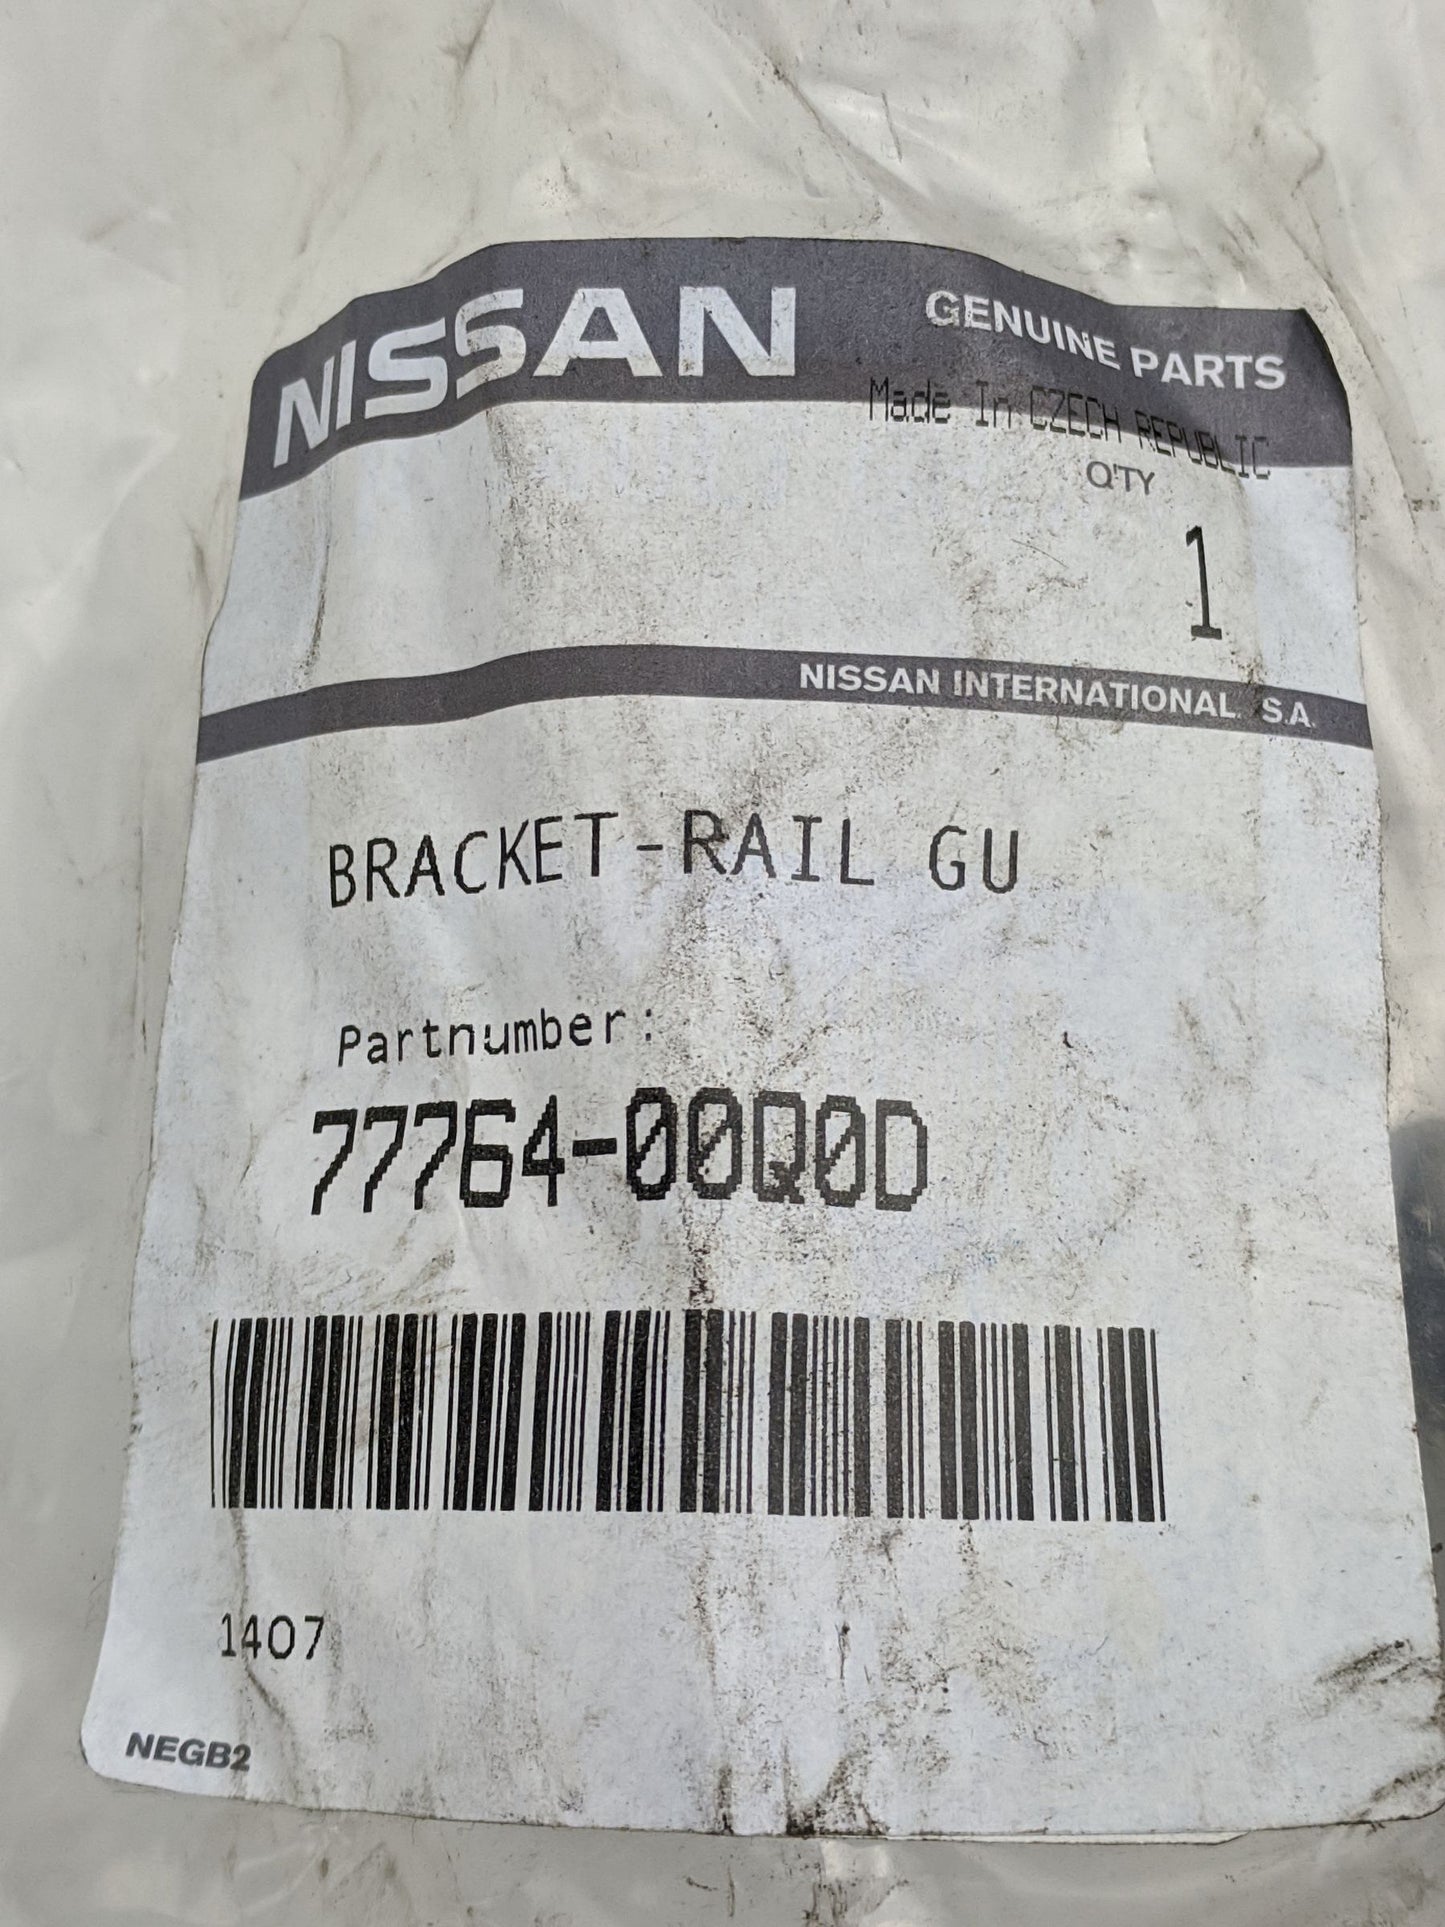 NISSAN
GENUINE PARTS
Made In CZECH REPUBLIC
Q'TY
1
NISSAN INTERNATIONAL S.A.
BRACKET-RAIL GU
Partnumber:
77764-00Q0D
1407
NEGB2